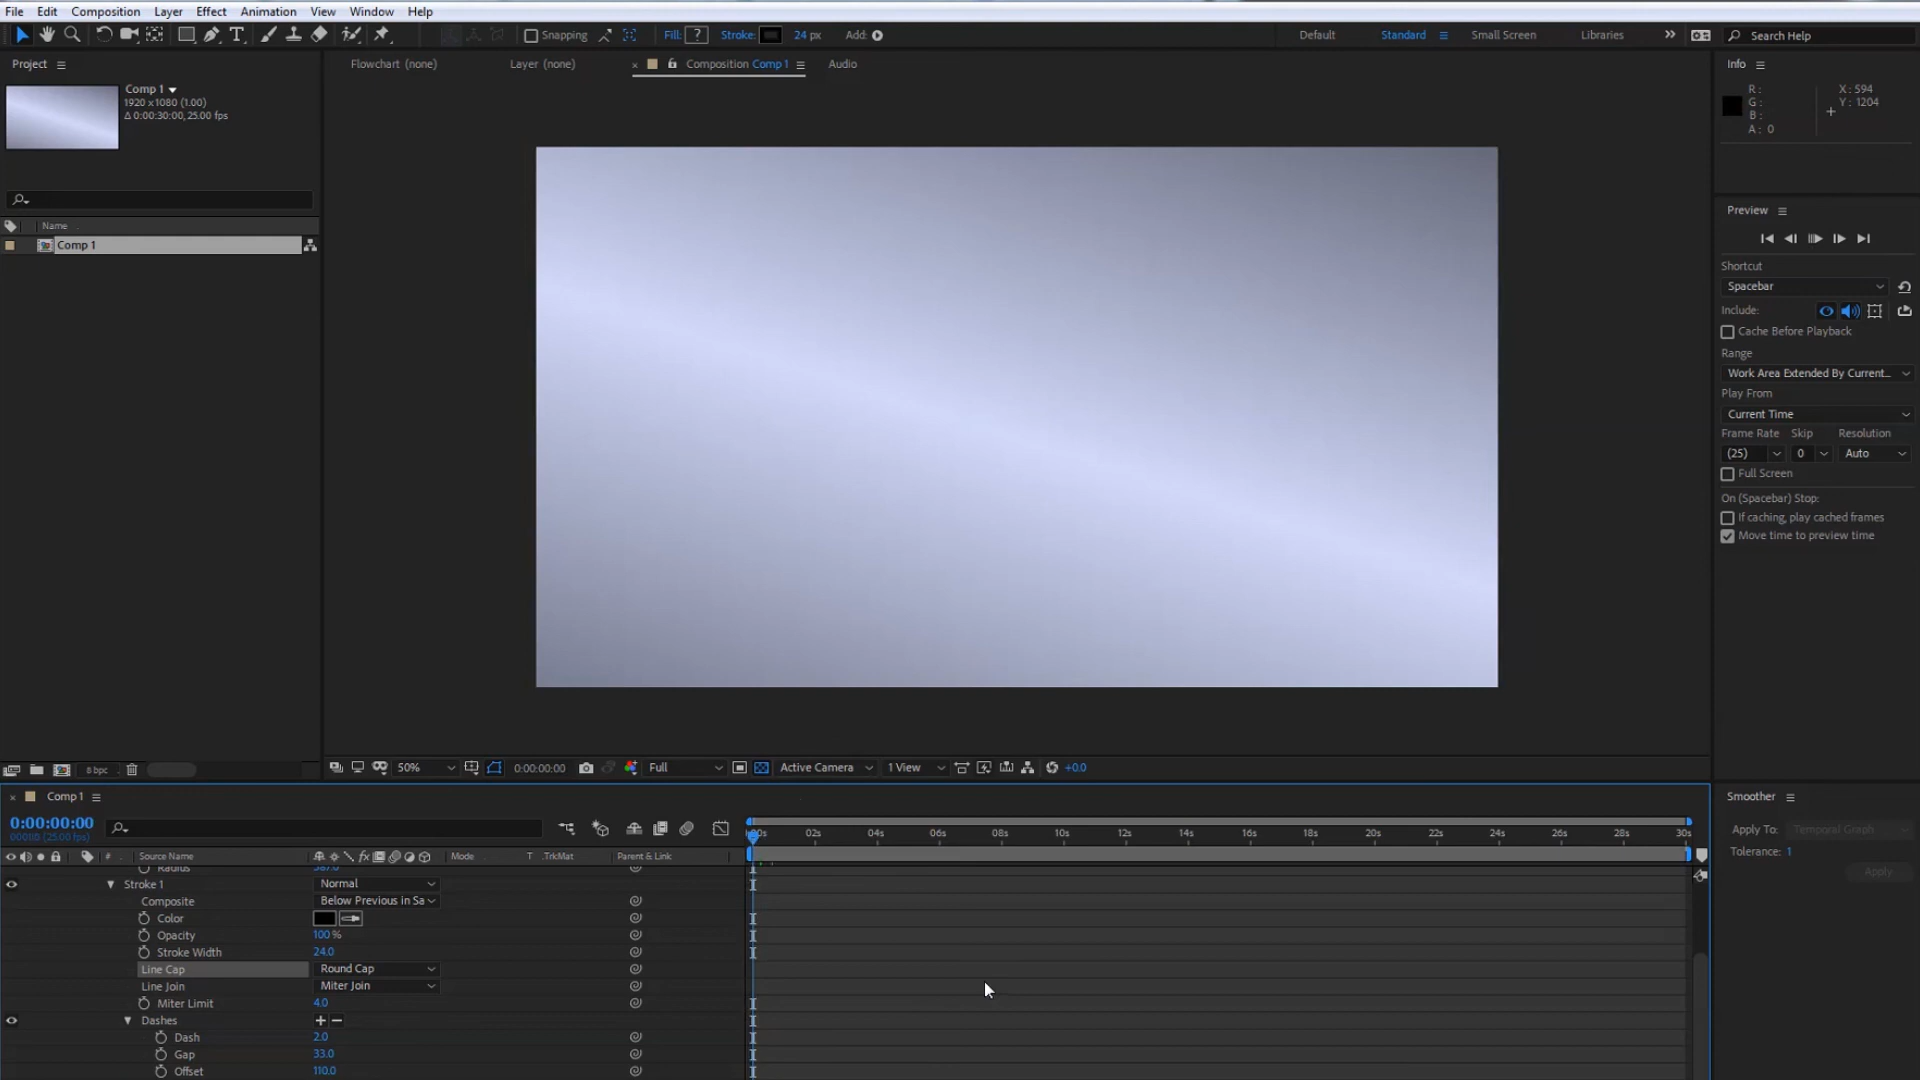 File Edit Composition Layer Effect Animation View Window Help
Snapping Fill: ? Stroke: 24 px Add: Default Standard Small Screen Libraries Search Help
Project
Flowchart (none) Layer (none) Composition Comp 1 Audio
Info
Comp 1
1920 x1080 (1.00)
Δ 0:00:30:00, 25.00 fps
R :
G :
B :
A : 0
X : 594
Y : 1204
Preview
Name
Comp 1
Shortcut
Spacebar
Include:
Cache Before Playback
Range
Work Area Extended By Current...
Play From
Current Time
Frame Rate Skip Resolution
(25) 0 Auto
Full Screen
On (Spacebar) Stop:
If caching, play cached frames
Move time to preview time
8 bpc
50% 0:00:00:00 Full Active Camera 1 View +0.0
Comp 1
Smoother
0:00:00:00
02s 04s 06s 08s 10s 12s 14s 16s 18s 20s 22s 24s 26s 28s 30s
Apply To: Temporal Graph
Tolerance: 1
Apply
# Source Name fx Mode T .TrkMat Parent & Link
Radius 387.0
Stroke 1 Normal
Composite Below Previous in Sa
Color
Opacity 100 %
Stroke Width 24.0
Line Cap Round Cap
Line Join Miter Join
Miter Limit 4.0
Dashes + −
Dash 2.0
Gap 33.0
Offset 110.0